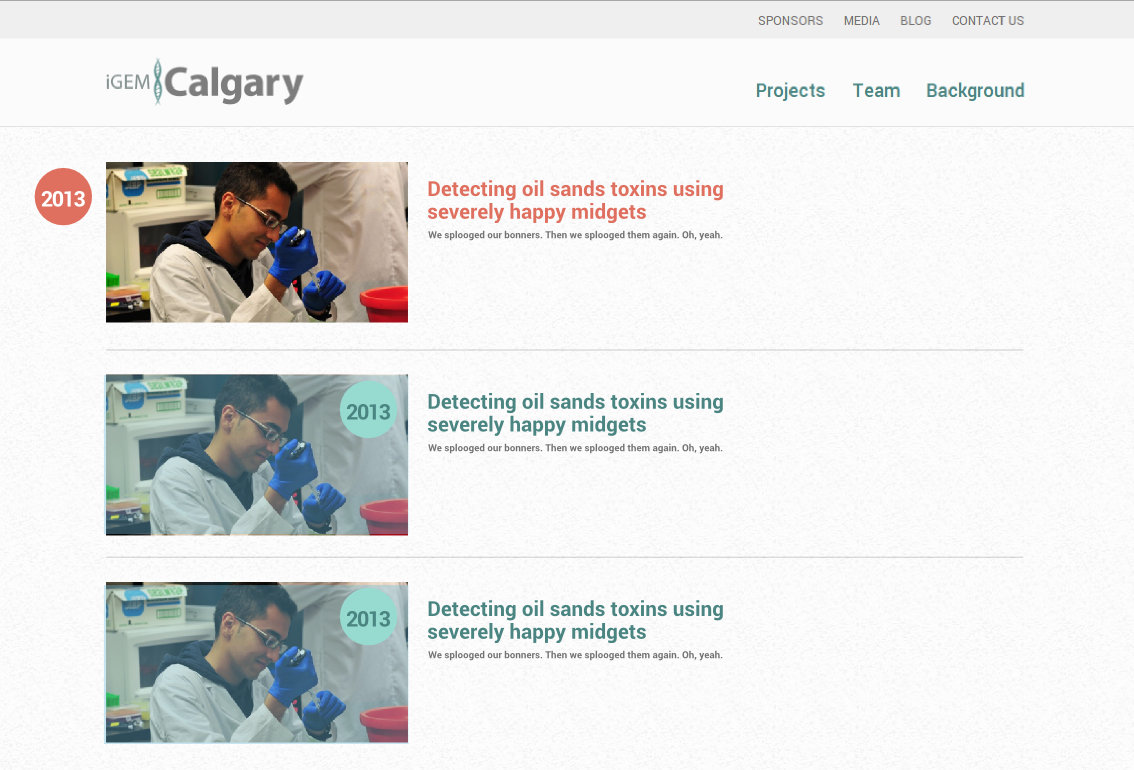 SPONSORS MEDIA BLOG CONTACT US
iGEM Calgary
Projects Team Background
2013
Detecting oil sands toxins using
severely happy midgets
We splooged our bonners. Then we splooged them again. Oh, yeah.
2013
Detecting oil sands toxins using
severely happy midgets
We splooged our bonners. Then we splooged them again. Oh, yeah.
2013
Detecting oil sands toxins using
severely happy midgets
We splooged our bonners. Then we splooged them again. Oh, yeah.